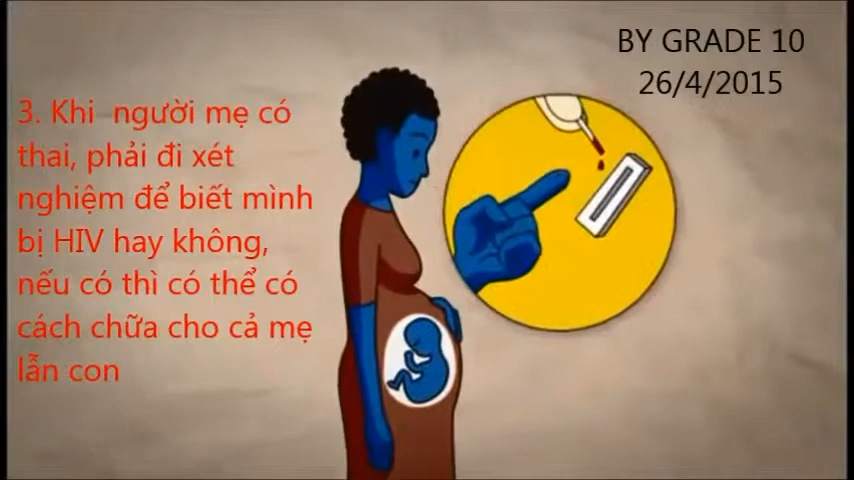 BY GRADE 10
26/4/2015
3. Khi người mẹ có
thai, phải đi xét
nghiệm để biết mình
bị HIV hay không,
nếu có thì có thể có
cách chữa cho cả mẹ
lẫn con